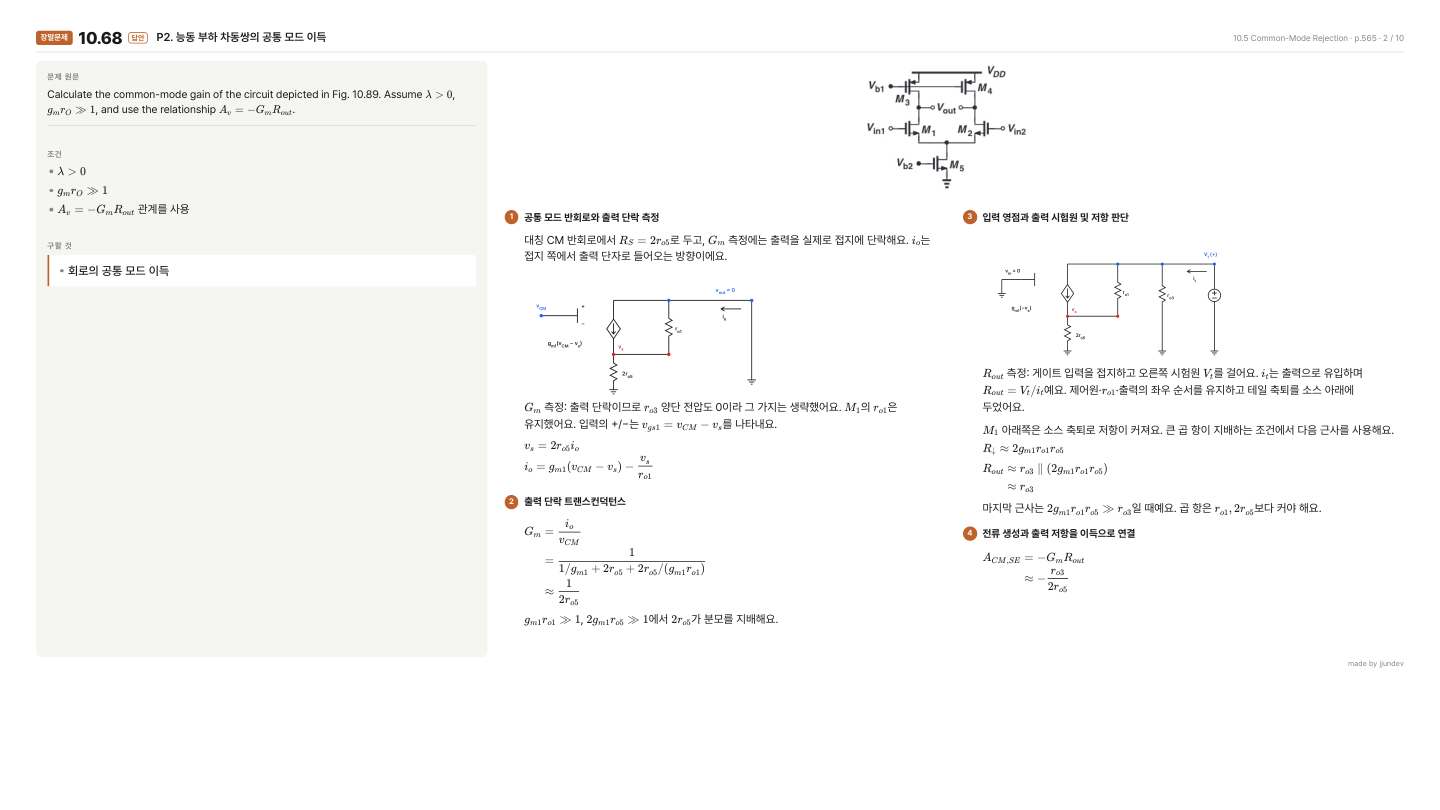 장말문제 10.68 답안 P2. 능동 부하 차동쌍의 공통 모드 이득
10.5 Common-Mode Rejection · p.565 · 2 / 10
문제 원문
Calculate the common-mode gain of the circuit depicted in Fig. 10.89. Assume λ > 0,
g_m r_O ≫ 1, and use the relationship A_v = −G_m R_out.
조건
• λ > 0
• g_m r_O ≫ 1
• A_v = −G_m R_out 관계를 사용
구할 것
• 회로의 공통 모드 이득
V_DD
V_b1
M_3
M_4
V_out
V_in1
M_1
M_2
V_in2
V_b2
M_5
1 공통 모드 반회로와 출력 단락 측정
대칭 CM 반회로에서 R_S = 2r_o5로 두고, G_m 측정에는 출력을 실제로 접지에 단락해요. i_o는
접지 쪽에서 출력 단자로 들어오는 방향이에요.
v_CM
+
−
g_m1(v_CM − v_s)
v_out = 0
i_o
r_o1
v_s
2r_o5
G_m 측정: 출력 단락이므로 r_o3 양단 전압도 0이라 그 가지는 생략했어요. M_1의 r_o1은
유지했어요. 입력의 +/−는 v_gs1 = v_CM − v_s를 나타내요.
v_s = 2r_o5 i_o
i_o = g_m1(v_CM − v_s) − v_s/r_o1
2 출력 단락 트랜스컨덕턴스
G_m = i_o/v_CM
= 1/(1/g_m1 + 2r_o5 + 2r_o5/(g_m1 r_o1))
≈ 1/(2r_o5)
g_m1 r_o1 ≫ 1, 2g_m1 r_o5 ≫ 1에서 2r_o5가 분모를 지배해요.
3 입력 영점과 출력 시험원 및 저항 판단
v_in = 0
g_m1(−v_s)
V_t(+)
i_t
r_o1
r_o3
v_s
2r_o5
R_out 측정: 게이트 입력을 접지하고 오른쪽 시험원 V_t를 걸어요. i_t는 출력으로 유입하며
R_out = V_t/i_t예요. 제어원·r_o1·출력의 좌우 순서를 유지하고 테일 축퇴를 소스 아래에
두었어요.
M_1 아래쪽은 소스 축퇴로 저항이 커져요. 큰 곱 항이 지배하는 조건에서 다음 근사를 사용해요.
R_↓ ≈ 2g_m1 r_o1 r_o5
R_out ≈ r_o3 ∥ (2g_m1 r_o1 r_o5)
≈ r_o3
마지막 근사는 2g_m1 r_o1 r_o5 ≫ r_o3일 때예요. 곱 항은 r_o1, 2r_o5보다 커야 해요.
4 전류 생성과 출력 저항을 이득으로 연결
A_CM,SE = −G_m R_out
≈ −r_o3/(2r_o5)
made by jjundev